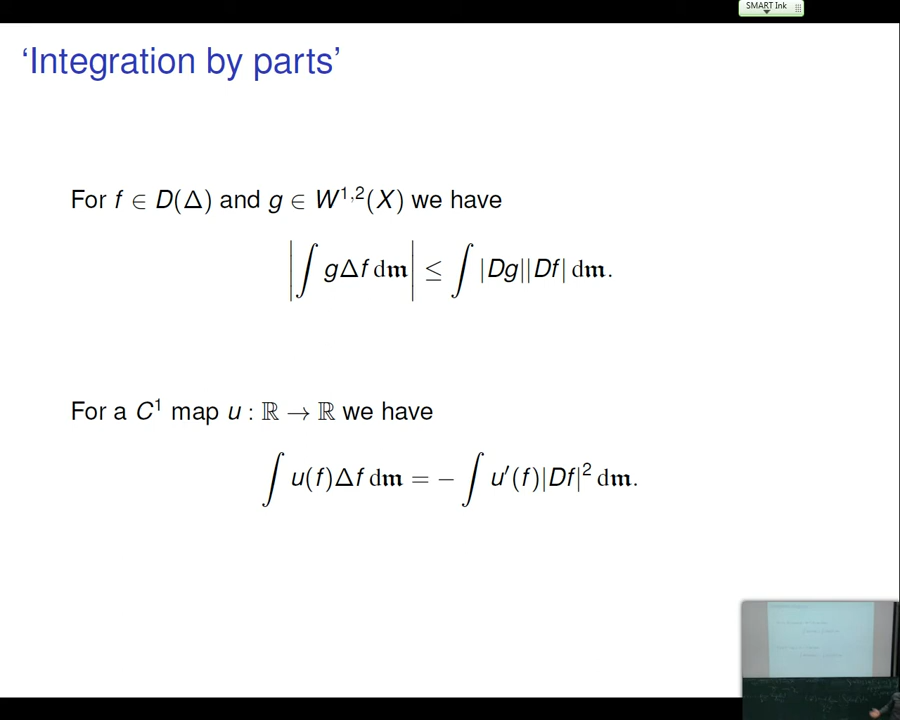 SMART Ink
‘Integration by parts’
For f ∈ D(Δ) and g ∈ W^{1,2}(X) we have
|∫ gΔf d𝔪| ≤ ∫ |Dg||Df| d𝔪.
For a C^1 map u : ℝ → ℝ we have
∫ u(f)Δf d𝔪 = − ∫ u′(f)|Df|^2 d𝔪.